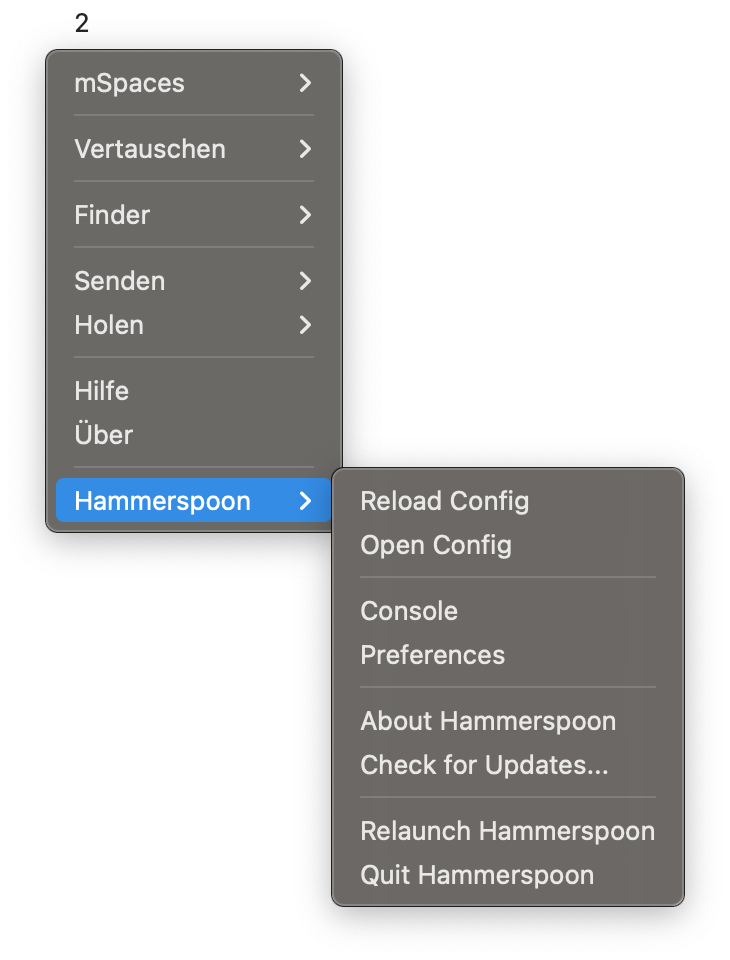 2
mSpaces
Vertauschen
Finder
Senden
Holen
Hilfe
Über
Hammerspoon
Reload Config
Open Config
Console
Preferences
About Hammerspoon
Check for Updates...
Relaunch Hammerspoon
Quit Hammerspoon